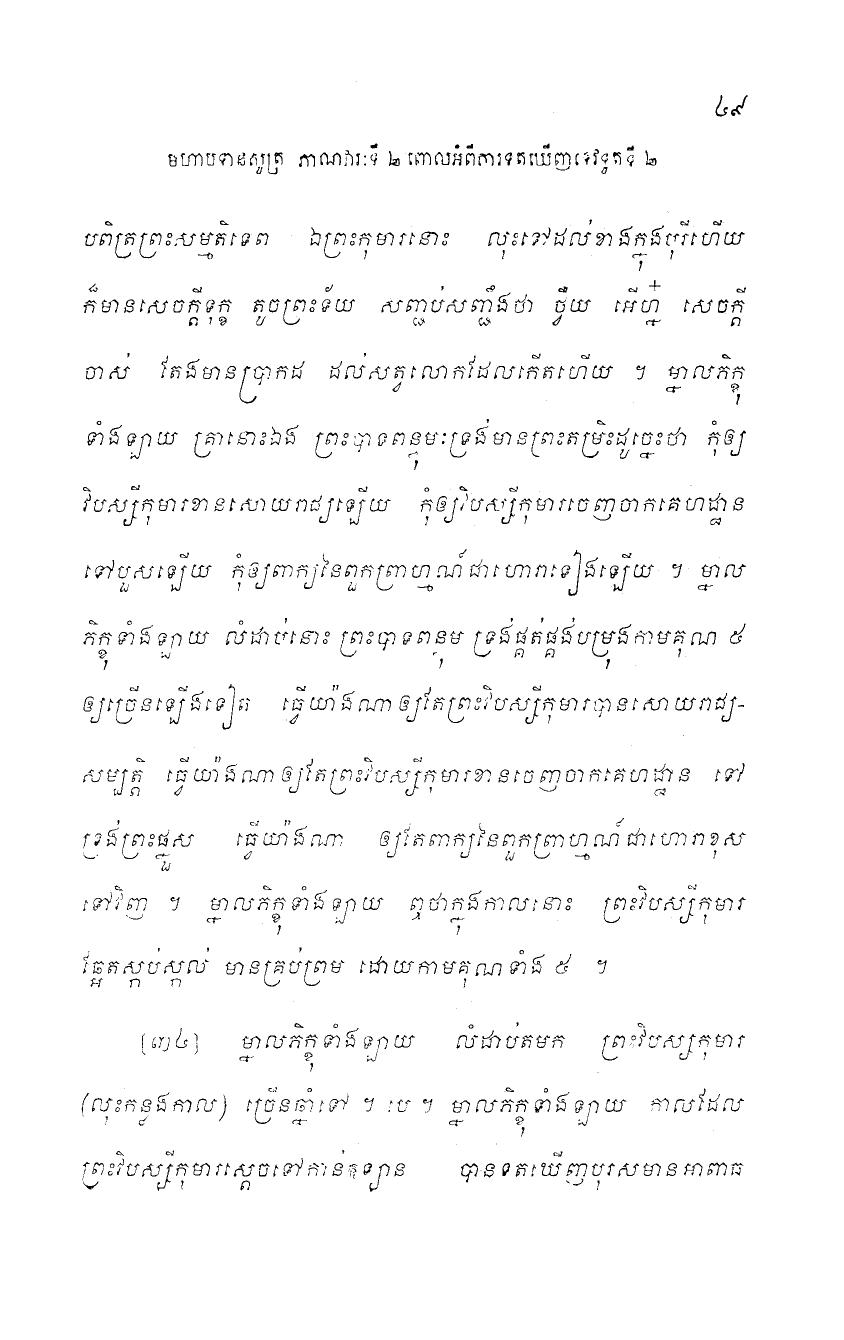 ៤៩
មហាបទានសូត្រ ភាណវារៈទី ២ ពោលអំពីការទតឃើញទេវទូតទី ២
បពិត្រព្រះសម្មតិទេព ឯព្រះកុមារនោះ លុះទៅដល់ខាងក្នុងបុរីហើយ
ក៏មានសេចក្តីទុក្ខ តូចព្រះទ័យ សញ្ជប់សញ្ជឹងថា ធ្វឺយ អើហ្ន៎ សេចក្តី
ចាស់ តែងមានប្រាកដ ដល់សត្វលោកដែលកើតហើយ ។ ម្នាលភិក្ខុ
ទាំងឡាយ គ្រានោះឯង ព្រះបាទពន្ធុមៈទ្រង់មានព្រះតម្រិះដូច្នេះថា កុំឲ្យ
វិបស្សីកុមារខានសោយរាជ្យឡើយ កុំឲ្យវិបស្សីកុមារចេញចាកគេហដ្ឋាន
ទៅបួសឡើយ កុំឲ្យពាក្យនៃពួកព្រាហ្មណ៍ជាហោរាទៀងឡើយ ។ ម្នាល
ភិក្ខុទាំងឡាយ លំដាប់នោះ ព្រះបាទពន្ធុម ទ្រង់ផ្គត់ផ្គង់បម្រុងកាមគុណ ៥
ឲ្យច្រើនឡើងទៀត ធ្វើយ៉ាងណាឲ្យតែព្រះវិបស្សីកុមារបានសោយរាជ្យ-
សម្បត្តិ ធ្វើយ៉ាងណាឲ្យតែព្រះវិបស្សីកុមារខានចេញចាកគេហដ្ឋាន ទៅ
ទ្រង់ព្រះផ្នួស ធ្វើយ៉ាងណា ឲ្យតែពាក្យនៃពួកព្រាហ្មណ៍ជាហោរាខុស
ទៅវិញ ។ ម្នាលភិក្ខុទាំងឡាយ ឮថាក្នុងកាលនោះ ព្រះវិបស្សីកុមារ
ឆ្អែតស្កប់ស្កល់ មានគ្រប់ព្រម ដោយកាមគុណទាំង ៥ ។
[៣៤] ម្នាលភិក្ខុទាំងឡាយ លំដាប់តមក ព្រះវិបស្សីកុមារ
(លុះកន្លងកាល) ច្រើនឆ្នាំទៅ ។ បេ ។ ម្នាលភិក្ខុទាំងឡាយ កាលដែល
ព្រះវិបស្សីកុមារស្តេចទៅកាន់ឧទ្យាន បានទតឃើញបុរសមានអាពាធ